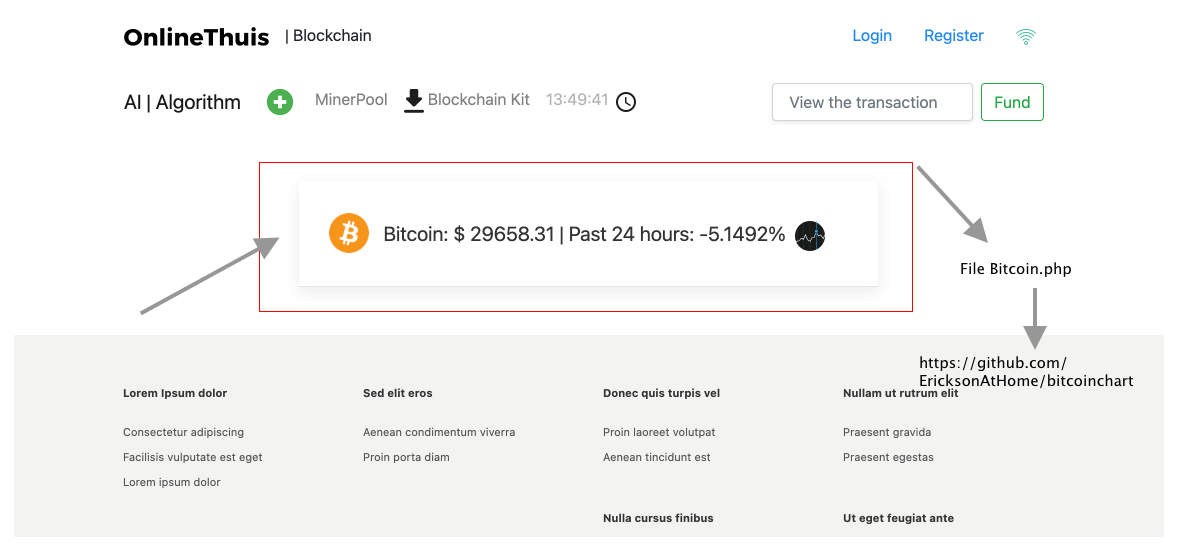 OnlineThuis | Blockchain
Login Register
AI | Algorithm MinerPool Blockchain Kit 13:49:41 View the transaction Fund
Bitcoin: $ 29658.31 | Past 24 hours: -5.1492%
File Bitcoin.php
https://github.com/
EricksonAtHome/bitcoinchart
Lorem Ipsum dolor
Consectetur adipiscing
Facilisis vulputate est eget
Lorem ipsum dolor
Sed elit eros
Aenean condimentum viverra
Proin porta diam
Donec quis turpis vel
Proin laoreet volutpat
Aenean tincidunt est
Nulla cursus finibus
Nullam ut rutrum elit
Praesent gravida
Praesent egestas
Ut eget feugiat ante